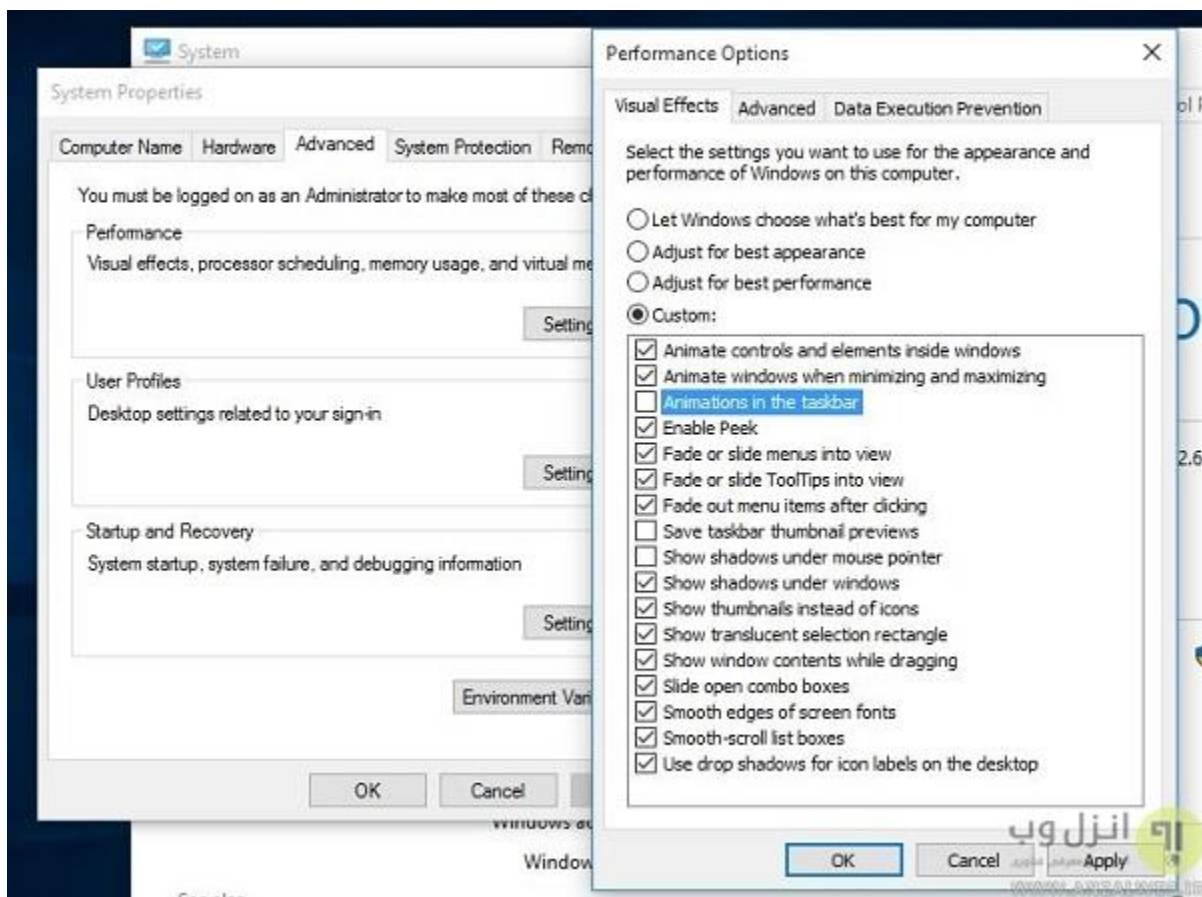 System
System Properties
Computer Name Hardware Advanced System Protection
You must be logged on as an Administrator to make most of these
Performance
Visual effects, processor scheduling, memory usage, and virtual
User Profiles
Desktop settings related to your sign-in
Startup and Recovery
System startup, system failure, and debugging information
Environment
OK Cancel
Performance Options
Visual Effects Advanced Data Execution Prevention
Select the settings you want to use for the appearance and
performance of Windows on this computer.
Let Windows choose what's best for my computer
Adjust for best appearance
Adjust for best performance
Custom:
Animate controls and elements inside windows
Animate windows when minimizing and maximizing
Animations in the taskbar
Enable Peek
Fade or slide menus into view
Fade or slide ToolTips into view
Fade out menu items after clicking
Save taskbar thumbnail previews
Show shadows under mouse pointer
Show shadows under windows
Show thumbnails instead of icons
Show translucent selection rectangle
Show window contents while dragging
Slide open combo boxes
Smooth edges of screen fonts
Smooth-scroll list boxes
Use drop shadows for icon labels on the desktop
OK Cancel Apply
انزل وب